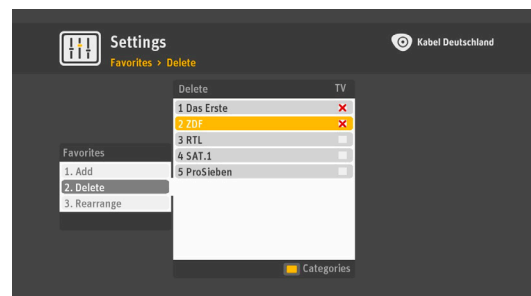 Settings
Favorites > Delete
Kabel Deutschland
Delete TV
1 Das Erste
2 ZDF
3 RTL
4 SAT.1
5 ProSieben
Favorites
1. Add
2. Delete
3. Rearrange
Categories